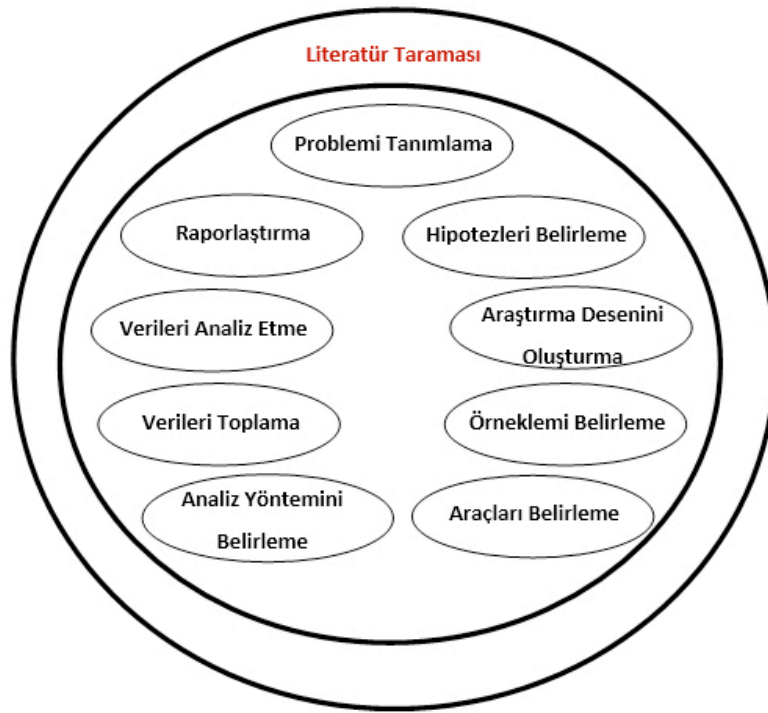 Literatür Taraması
Problemi Tanımlama
Raporlaştırma
Hipotezleri Belirleme
Verileri Analiz Etme
Araştırma Desenini
Oluşturma
Verileri Toplama
Örneklemi Belirleme
Analiz Yöntemini
Belirleme
Araçları Belirleme